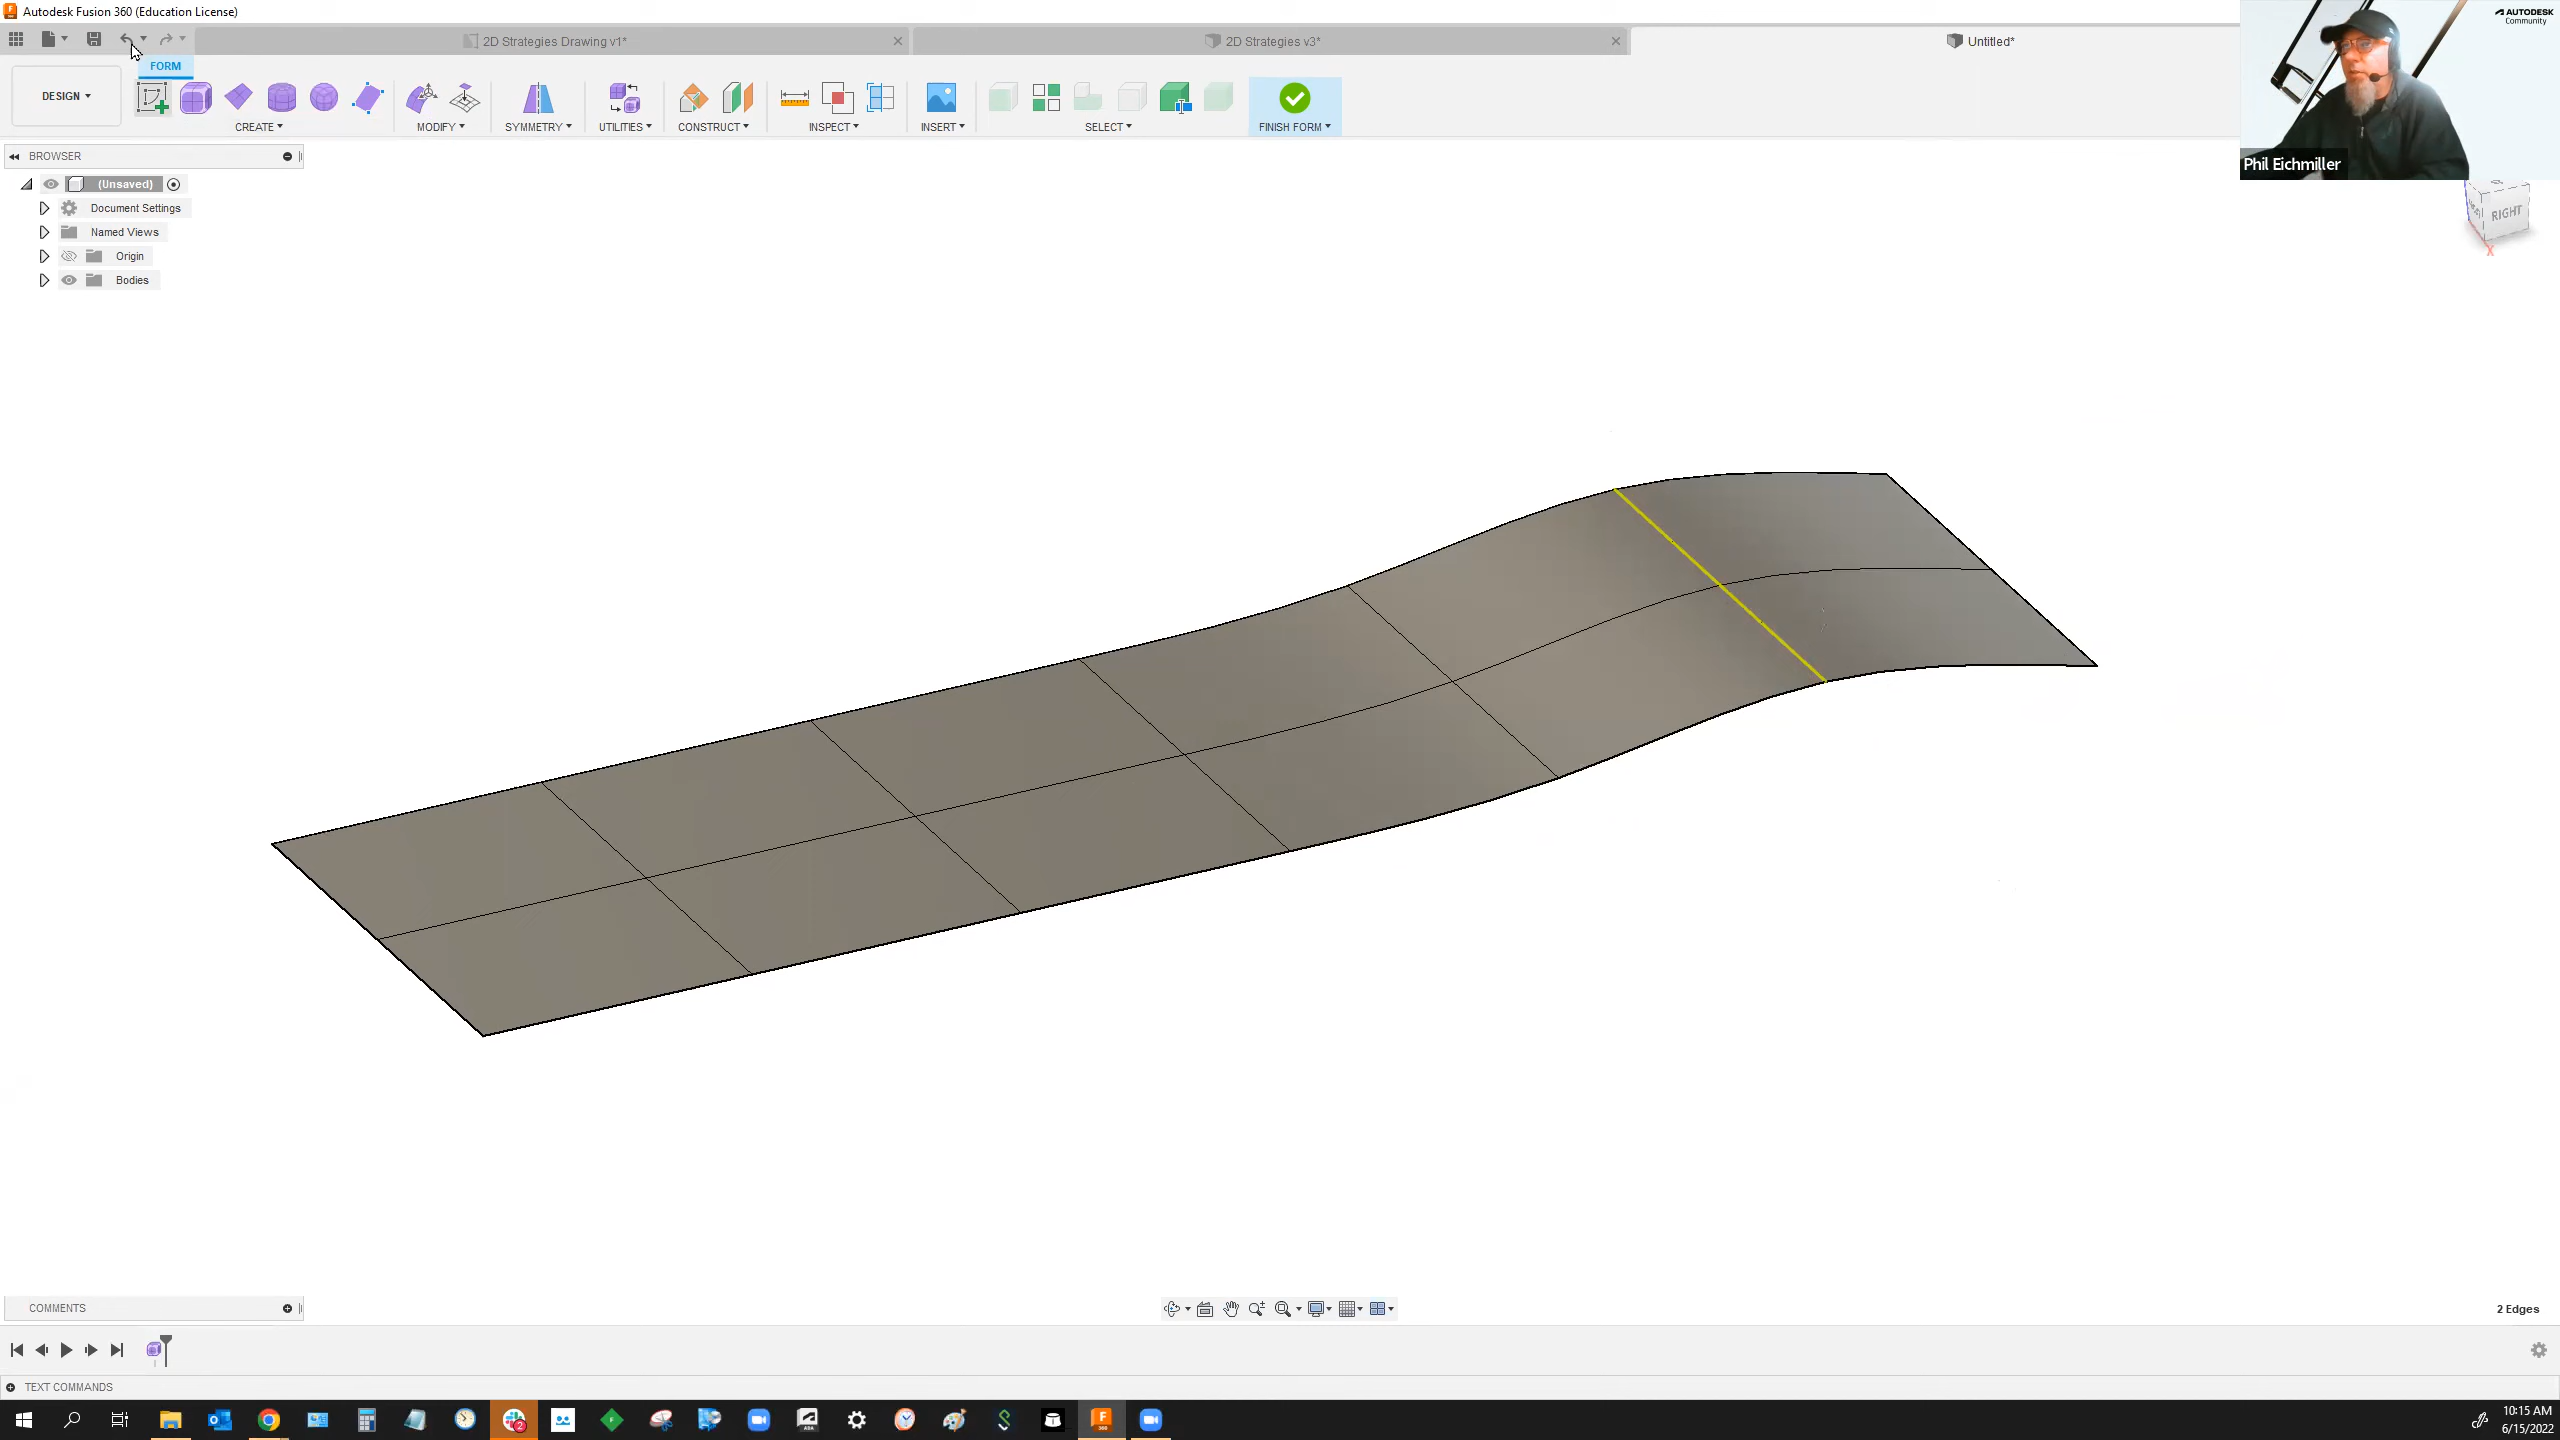 Autodesk Fusion 360 (Education License)
AUTODESK
Community
2D Strategies Drawing v1*
2D Strategies v3*
Untitled*
FORM
DESIGN
CREATE
MODIFY
SYMMETRY
UTILITIES
CONSTRUCT
INSPECT
INSERT
SELECT
FINISH FORM
Phil Eichmiller
BROWSER
(Unsaved)
Document Settings
Named Views
Origin
Bodies
RIGHT
X
COMMENTS
2 Edges
TEXT COMMANDS
10:15 AM
6/15/2022